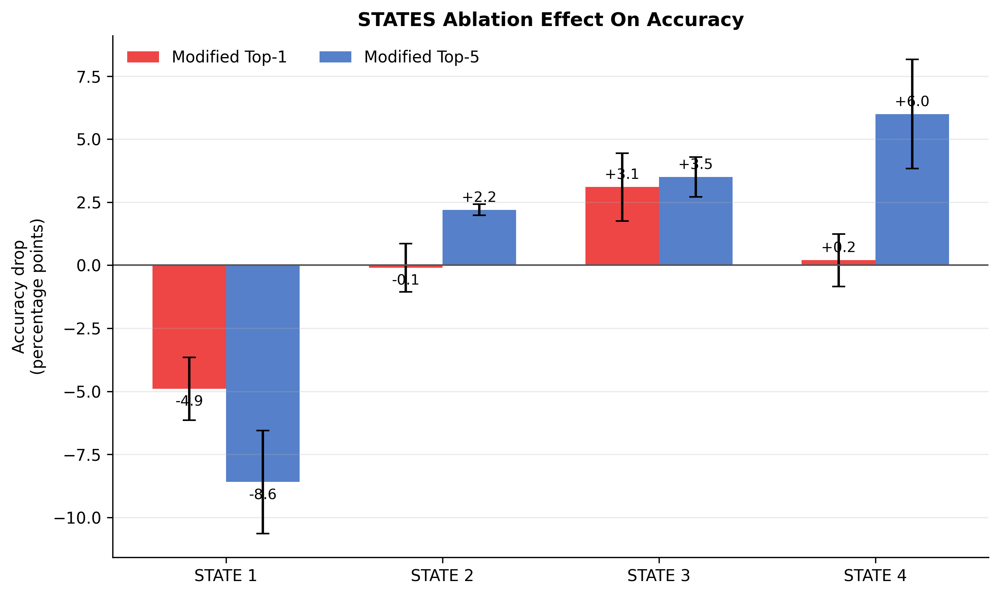 STATES Ablation Effect On Accuracy
Modified Top-1
Modified Top-5
Accuracy drop
(percentage points)
7.5
5.0
2.5
0.0
−2.5
−5.0
−7.5
−10.0
-4.9
-8.6
-0.1
+2.2
+3.1
+3.5
+0.2
+6.0
STATE 1
STATE 2
STATE 3
STATE 4